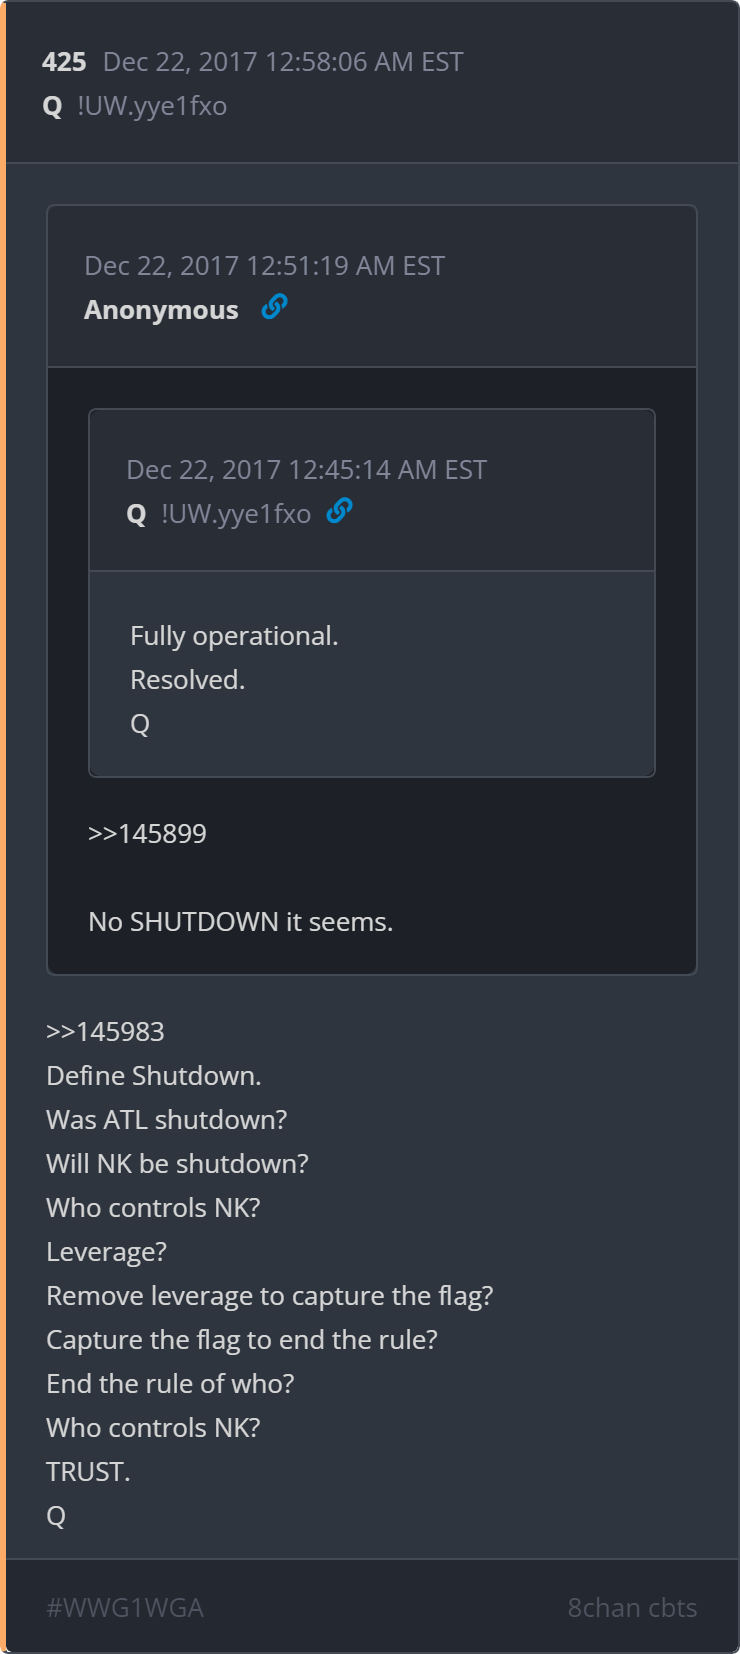 425 Dec 22, 2017 12:58:06 AM EST
Q !UW.yye1fxo
Dec 22, 2017 12:51:19 AM EST
Anonymous
Dec 22, 2017 12:45:14 AM EST
Q !UW.yye1fxo
Fully operational.
Resolved.
Q
>>145899
No SHUTDOWN it seems.
>>145983
Define Shutdown.
Was ATL shutdown?
Will NK be shutdown?
Who controls NK?
Leverage?
Remove leverage to capture the flag?
Capture the flag to end the rule?
End the rule of who?
Who controls NK?
TRUST.
Q
#WWG1WGA 8chan cbts